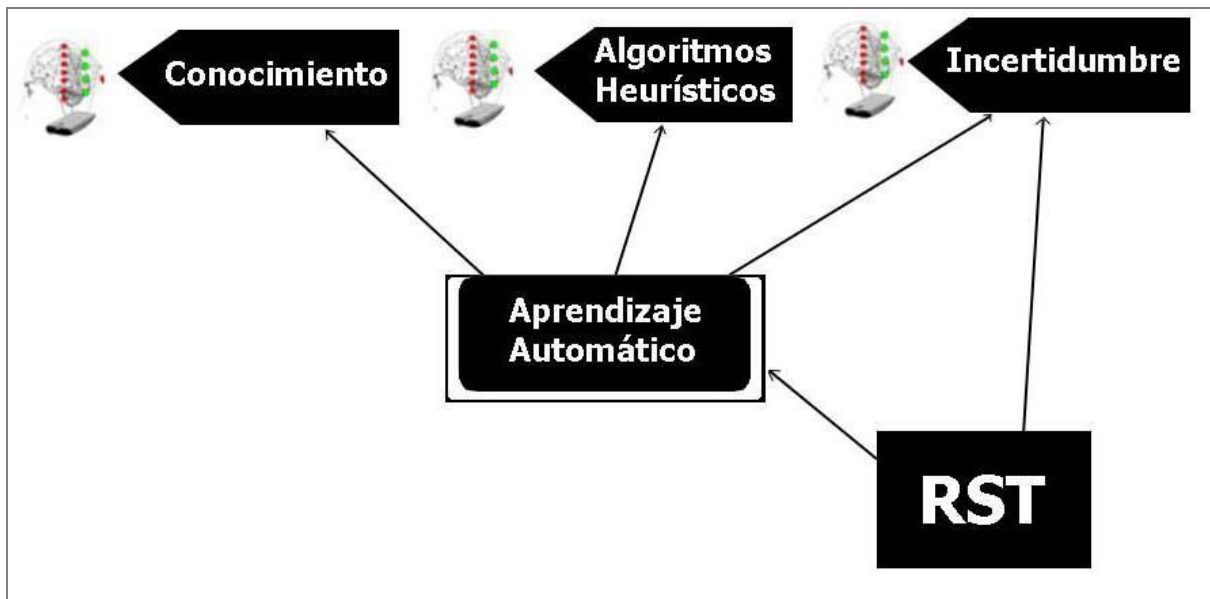 Conocimiento
Algoritmos
Heurísticos
Incertidumbre
Aprendizaje
Automático
RST